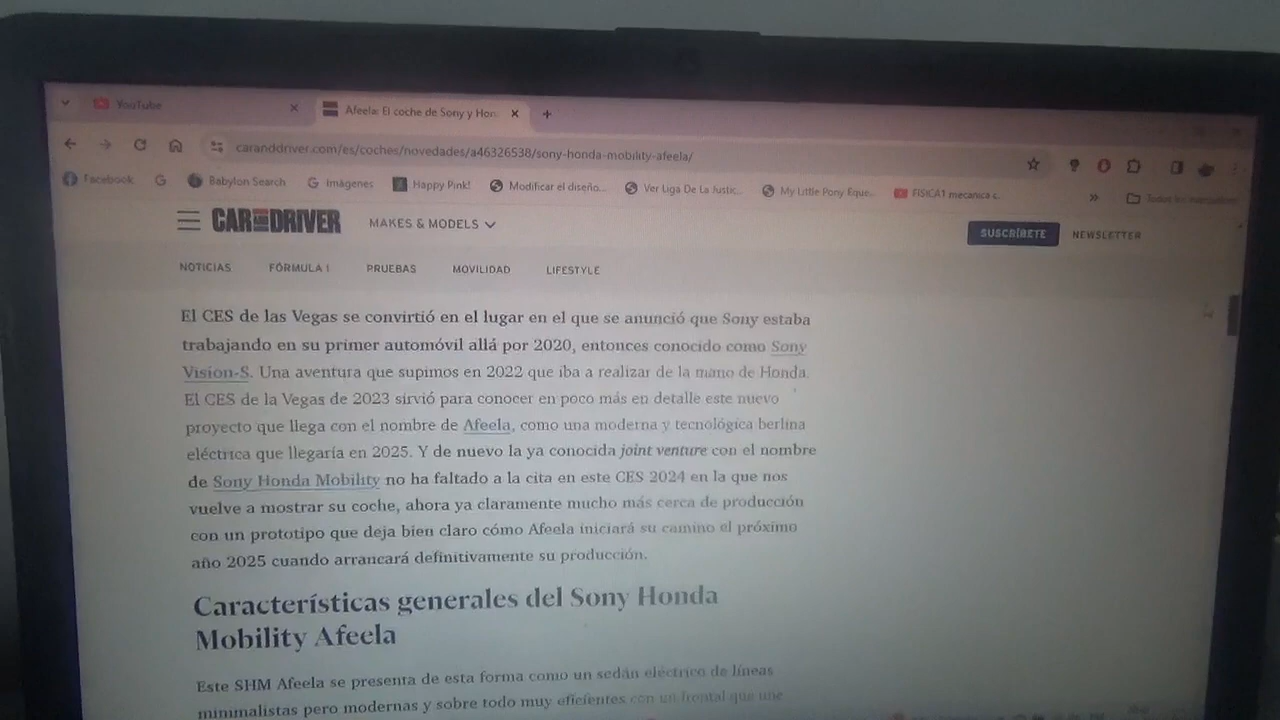 YouTube
Afeela: El coche de Sony y Hon
caranddriver.com/es/coches/novedades/a46326538/sony-honda-mobility-afeela/
Facebook
G
Babylon Search
Imágenes
Happy Pink!
Modificar el diseño...
Ver Liga De La Justic...
My Little Pony Eque...
FISICA1 mecanica c...
»
Todos los marcadores
CAR AND DRIVER
MAKES & MODELS
SUSCRÍBETE
NEWSLETTER
NOTICIAS
FÓRMULA 1
PRUEBAS
MOVILIDAD
LIFESTYLE
El CES de las Vegas se convirtió en el lugar en el que se anunció que Sony estaba
trabajando en su primer automóvil allá por 2020, entonces conocido como Sony
Vision-S. Una aventura que supimos en 2022 que iba a realizar de la mano de Honda.
El CES de la Vegas de 2023 sirvió para conocer en poco más en detalle este nuevo
proyecto que llega con el nombre de Afeela, como una moderna y tecnológica berlina
eléctrica que llegaría en 2025. Y de nuevo la ya conocida joint venture con el nombre
de Sony Honda Mobility no ha faltado a la cita en este CES 2024 en la que nos
vuelve a mostrar su coche, ahora ya claramente mucho más cerca de producción
con un prototipo que deja bien claro cómo Afeela iniciará su camino el próximo
año 2025 cuando arrancará definitivamente su producción.
Características generales del Sony Honda
Mobility Afeela
Este SHM Afeela se presenta de esta forma como un sedán eléctrico de líneas
minimalistas pero modernas y sobre todo muy eficientes con un frontal que une